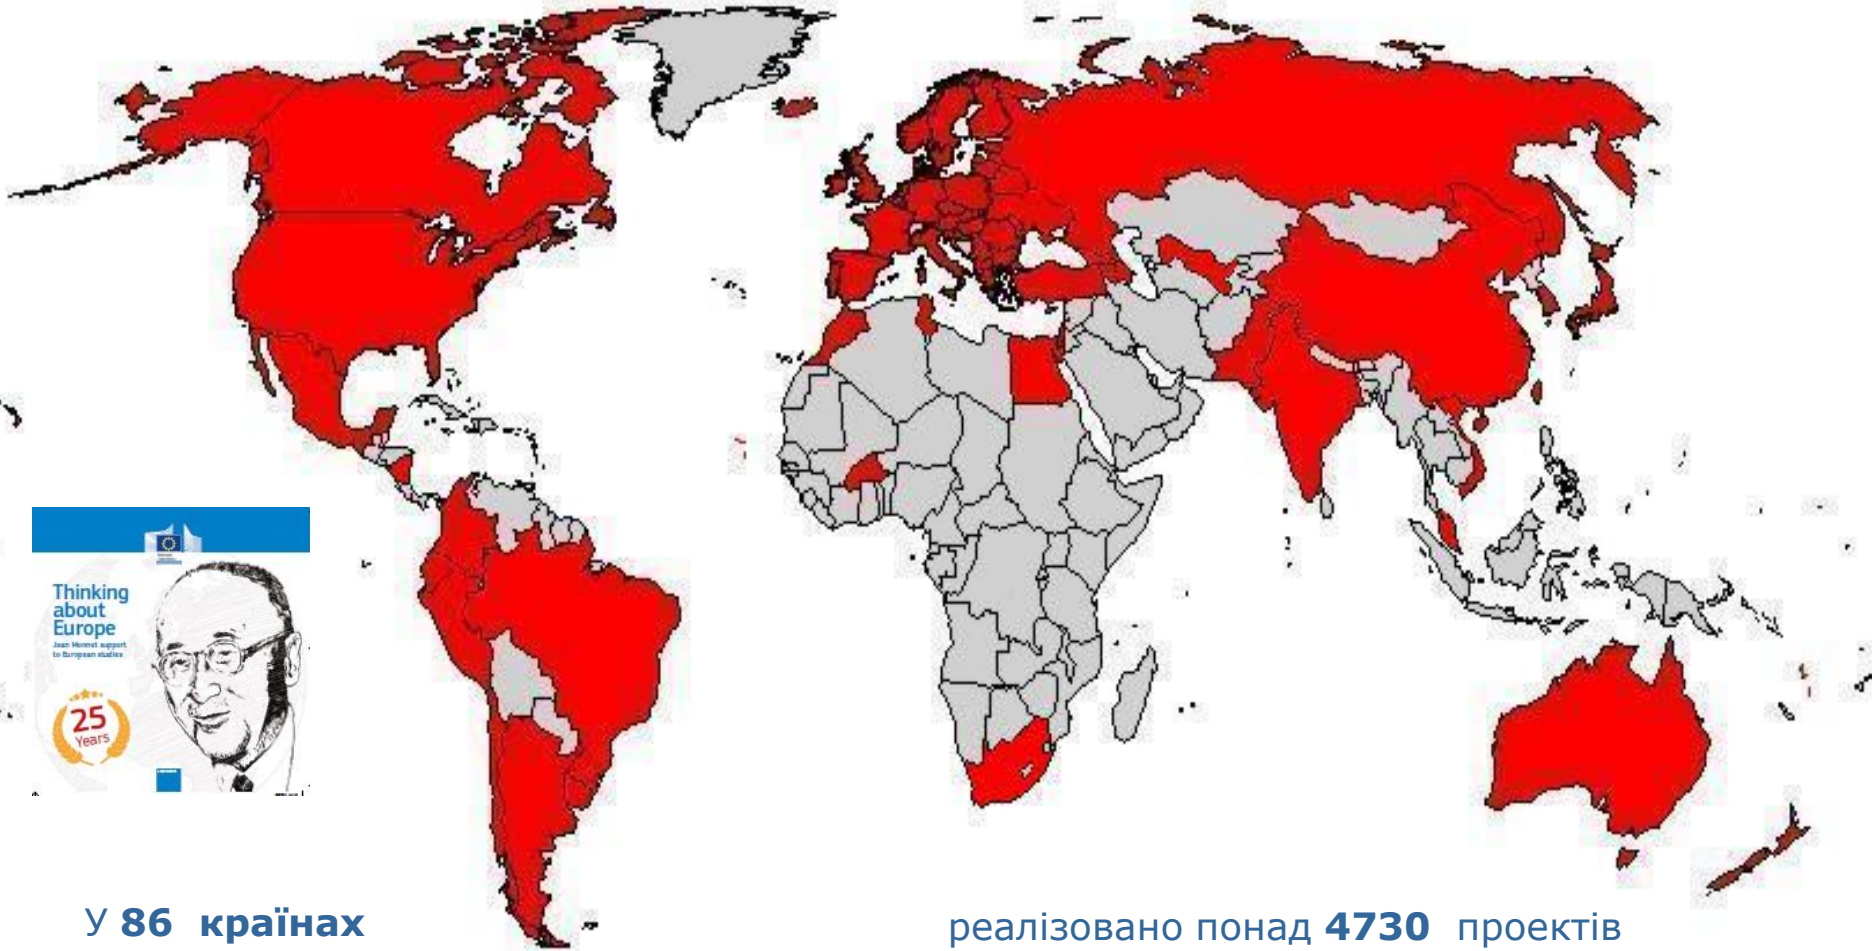 Thinking
about
Europe
Jean Monnet support
to European studies
25
Years
У 86 країнах
реалізовано понад 4730 проектів